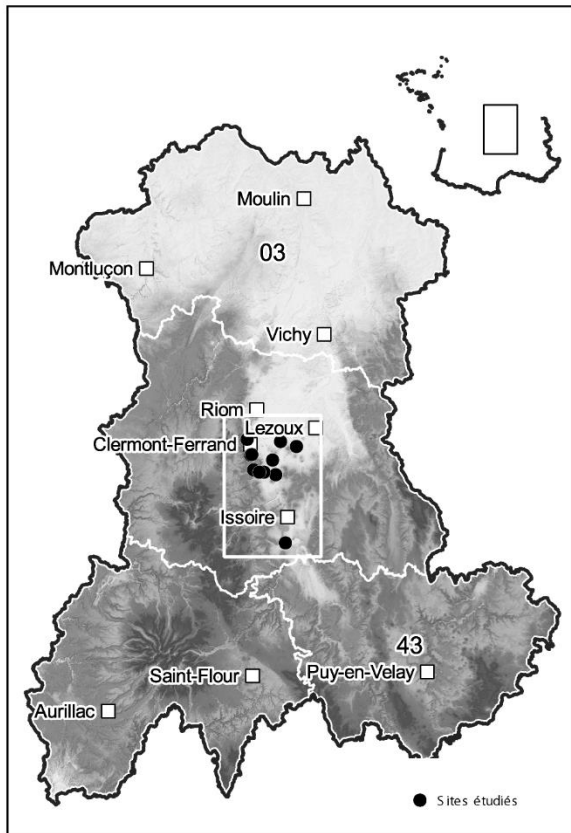 Moulin
03
Montluçon
Vichy
Riom
Lezoux
Clermont-Ferrand
Issoire
43
Saint-Flour
Puy-en-Velay
Aurillac
Sites étudiés